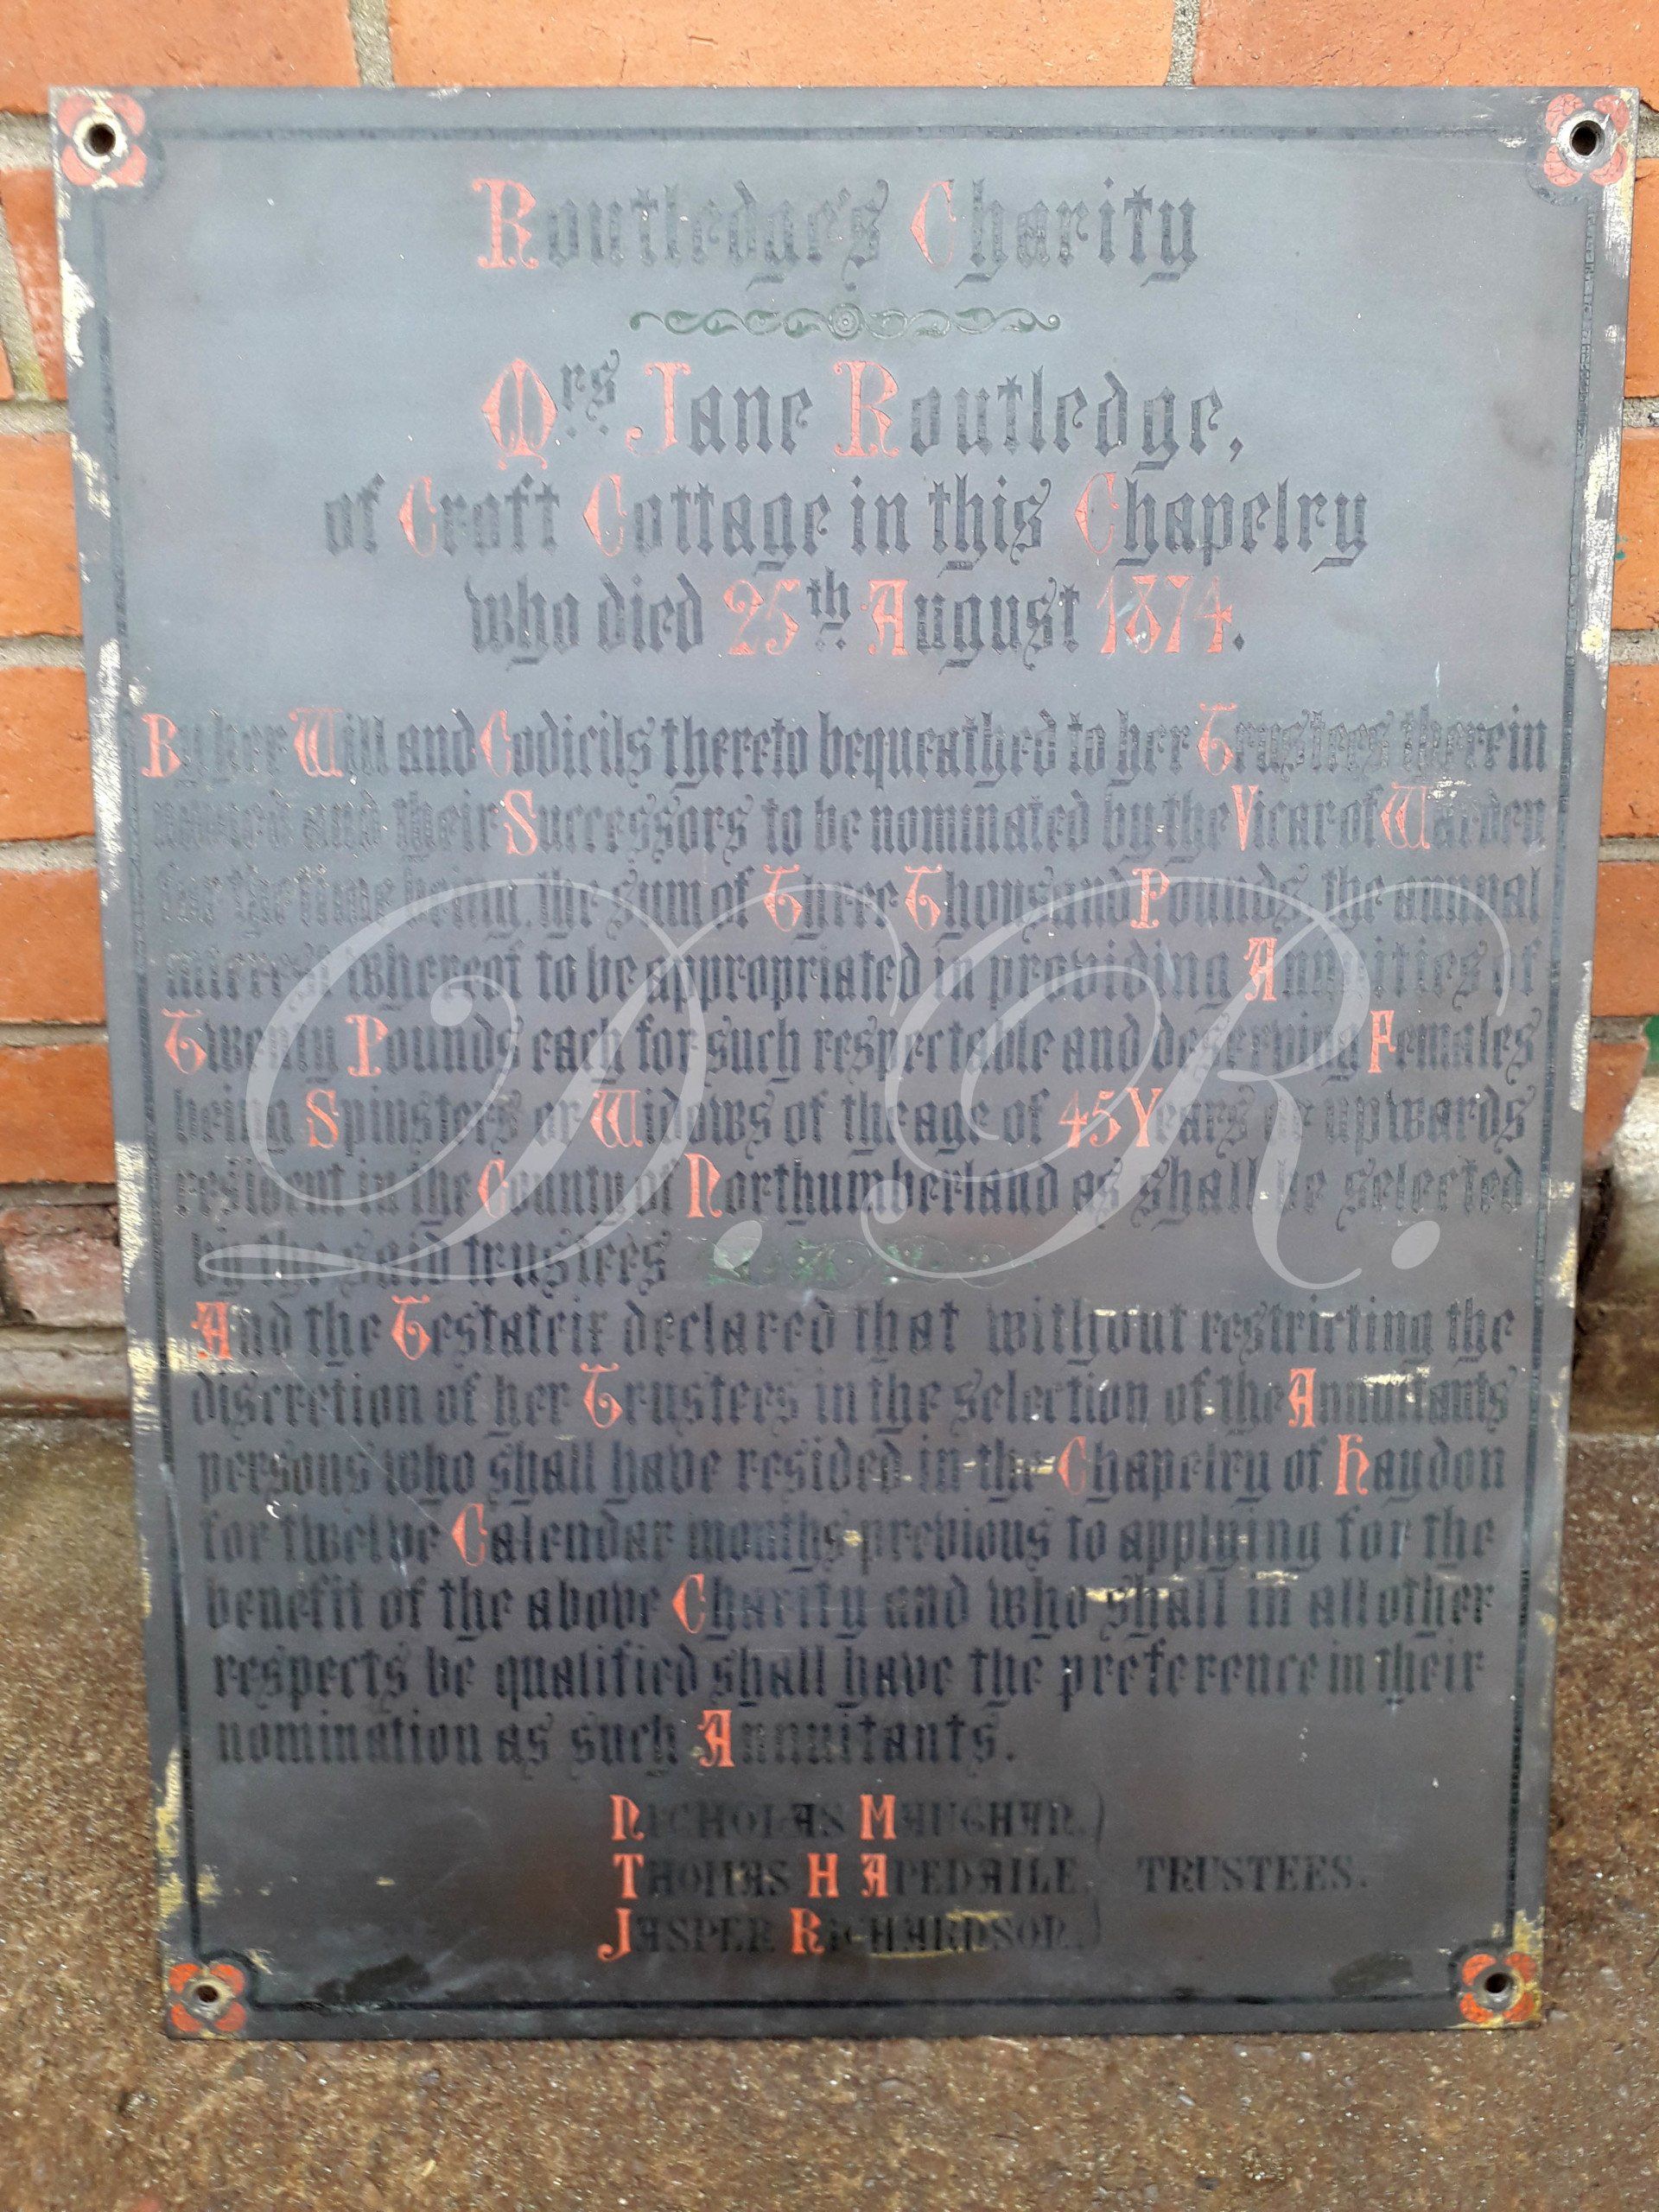 Routledge's Charity
Mrs. Jane Routledge,
of Croft Cottage in this Chapelry
who died 25th August 1874.
By her Will and Codicils thereto bequeathed to her Trustees therein
named and their Successors to be nominated by the Vicar of Warden
for the time being, the sum of Three Thousand Pounds, the annual
interest whereof to be appropriated in providing Annuities of
Twenty Pounds each for such respectable and deserving Females
being Spinsters or Widows of the age of 45 Years or upwards
resident in the County of Northumberland as shall be selected
by the said trustees
And the Testatrix declared that without restricting the
discretion of her Trustees in the selection of the Annuitants
persons who shall have resided in the Chapelry of Haydon
for twelve Calendar months previous to applying for the
benefit of the above Charity and who shall in all other
respects be qualified shall have the preference in their
nomination as such Annuitants.
NICHOLAS MAUGHAN.)
THOMAS H APEDAILE. } TRUSTEES.
JASPER RICHARDSON.)
D. R.